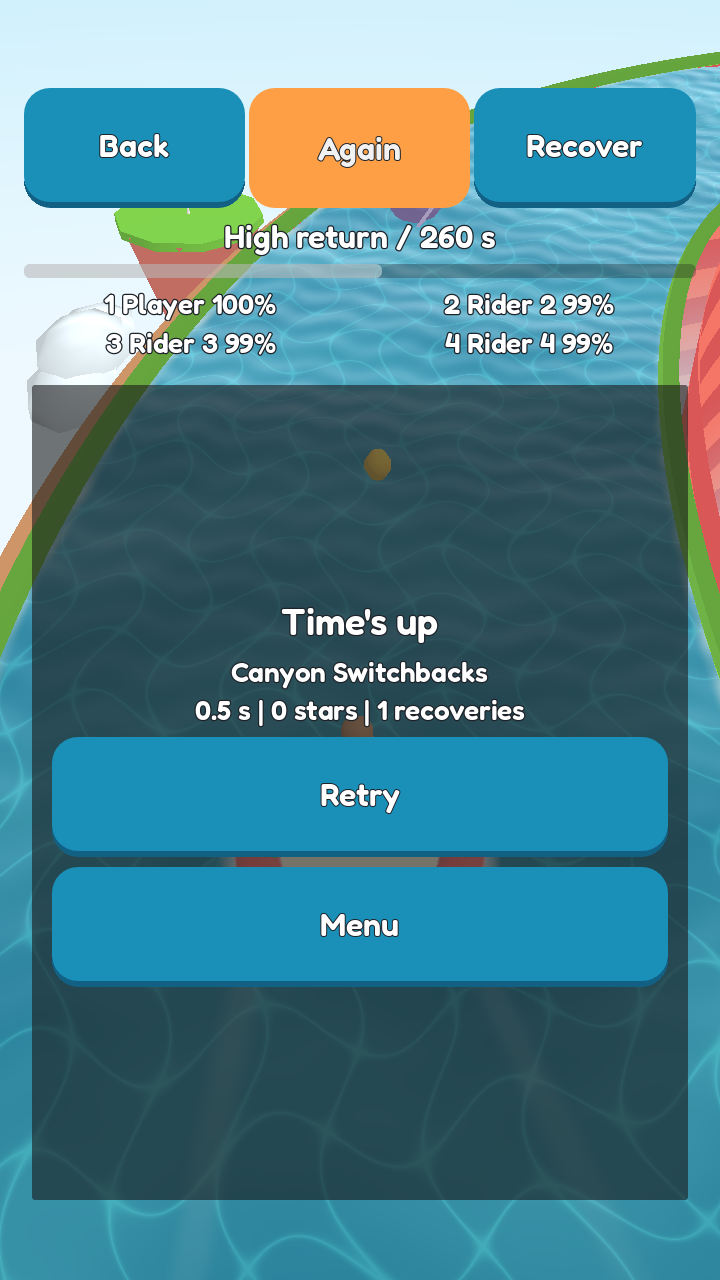 Back
Again
Recover
High return / 260 s
1 Player 100%
2 Rider 2 99%
3 Rider 3 99%
4 Rider 4 99%
Time's up
Canyon Switchbacks
0.5 s | 0 stars | 1 recoveries
Retry
Menu